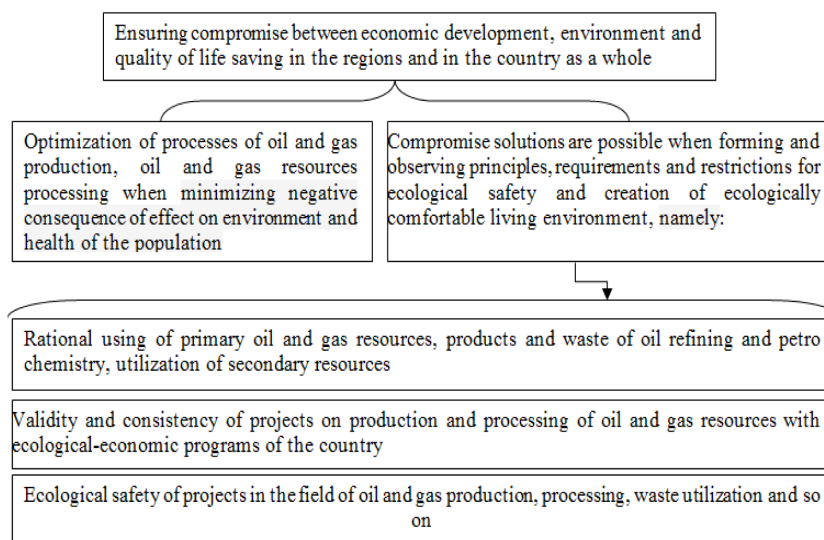 Ensuring compromise between economic development, environment and
quality of life saving in the regions and in the country as a whole
Optimization of processes of oil and gas
production, oil and gas resources
processing when minimizing negative
consequence of effect on environment and
health of the population
Compromise solutions are possible when forming and
observing principles, requirements and restrictions for
ecological safety and creation of ecologically
comfortable living environment, namely:
Rational using of primary oil and gas resources, products and waste of oil refining and petro
chemistry, utilization of secondary resources
Validity and consistency of projects on production and processing of oil and gas resources with
ecological-economic programs of the country
Ecological safety of projects in the field of oil and gas production, processing, waste utilization and so
on